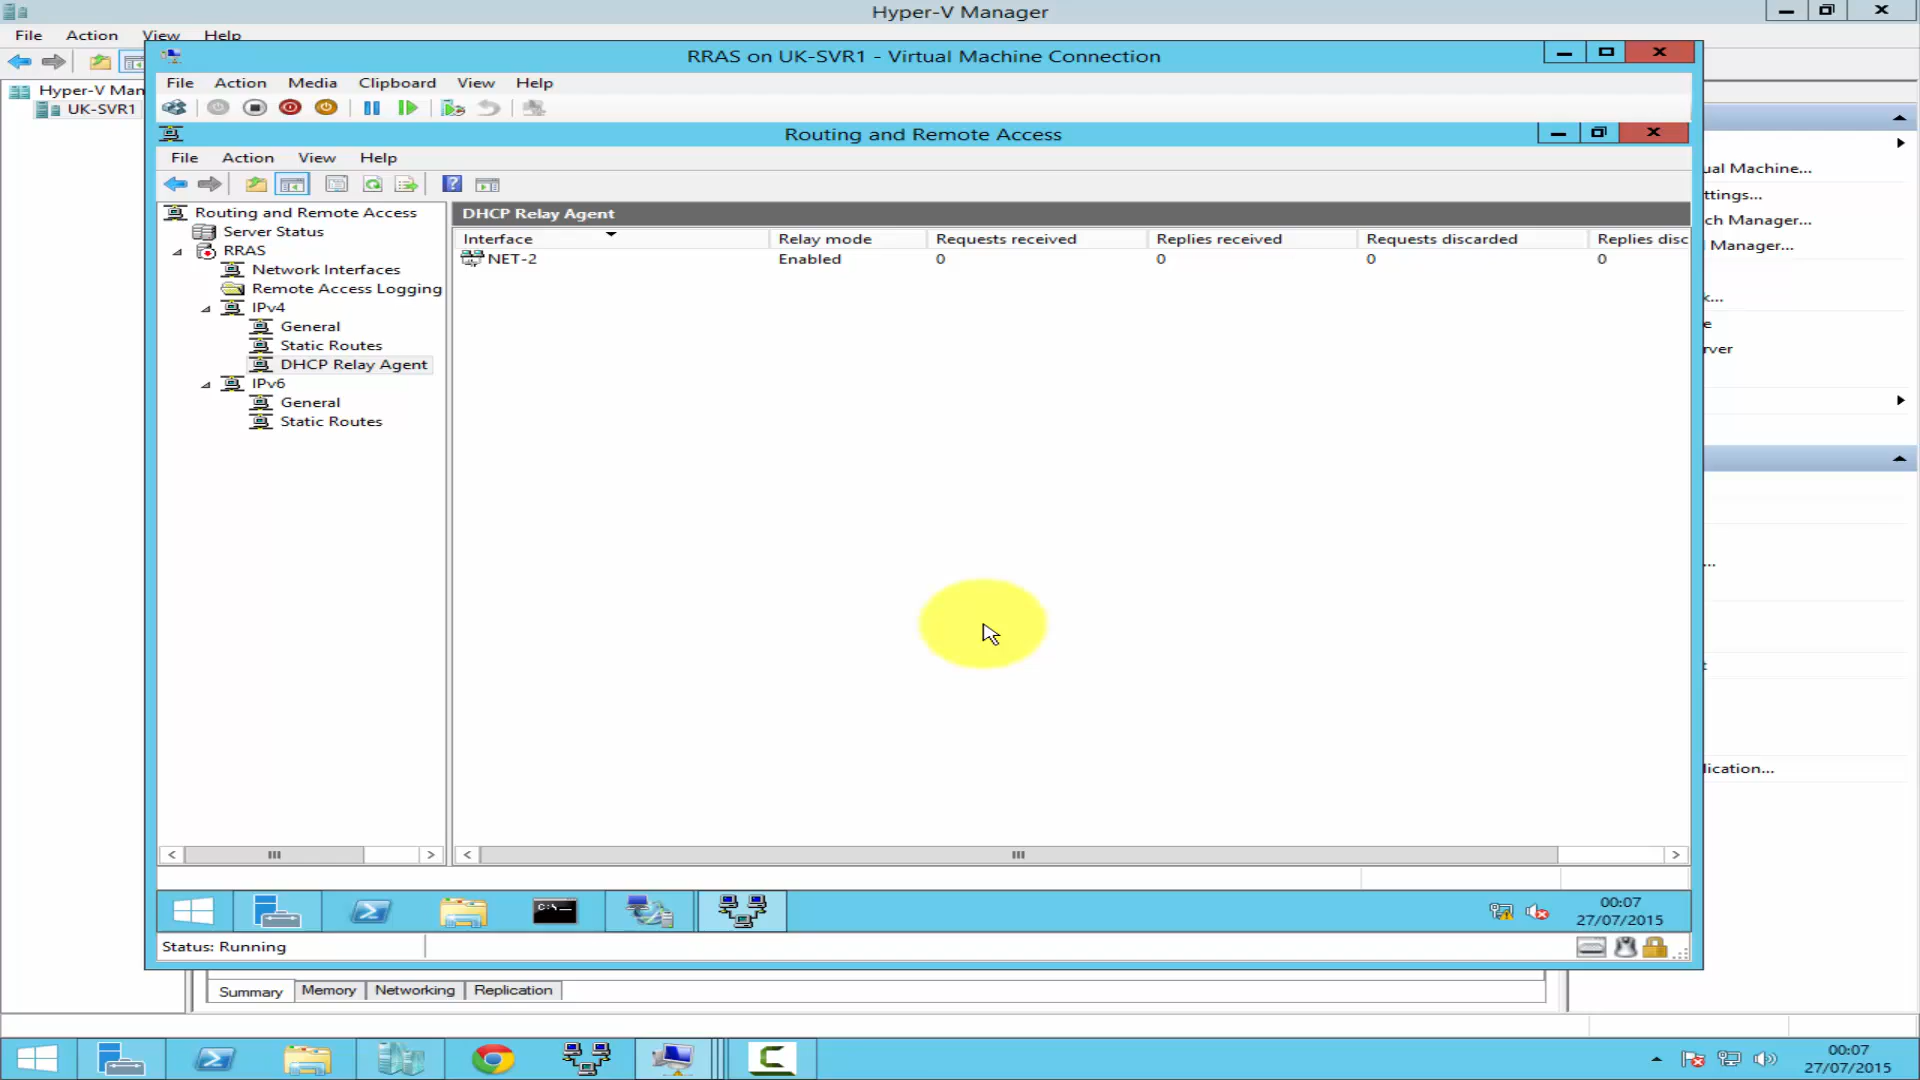 Hyper-V Manager
File Action View Help
RRAS on UK-SVR1 - Virtual Machine Connection
File Action Media Clipboard View Help
Hyper-V Man
UK-SVR1
Routing and Remote Access
File Action View Help
Routing and Remote Access
Server Status
RRAS
Network Interfaces
Remote Access Logging
IPv4
General
Static Routes
DHCP Relay Agent
IPv6
General
Static Routes
DHCP Relay Agent
Interface Relay mode Requests received Replies received Requests discarded Replies disc
NET-2 Enabled 0 0 0 0
ual Machine...
ttings...
ch Manager...
Manager...
k...
e
rver
...
t
lication...
00:07
27/07/2015
Status: Running
Summary Memory Networking Replication
00:07
27/07/2015